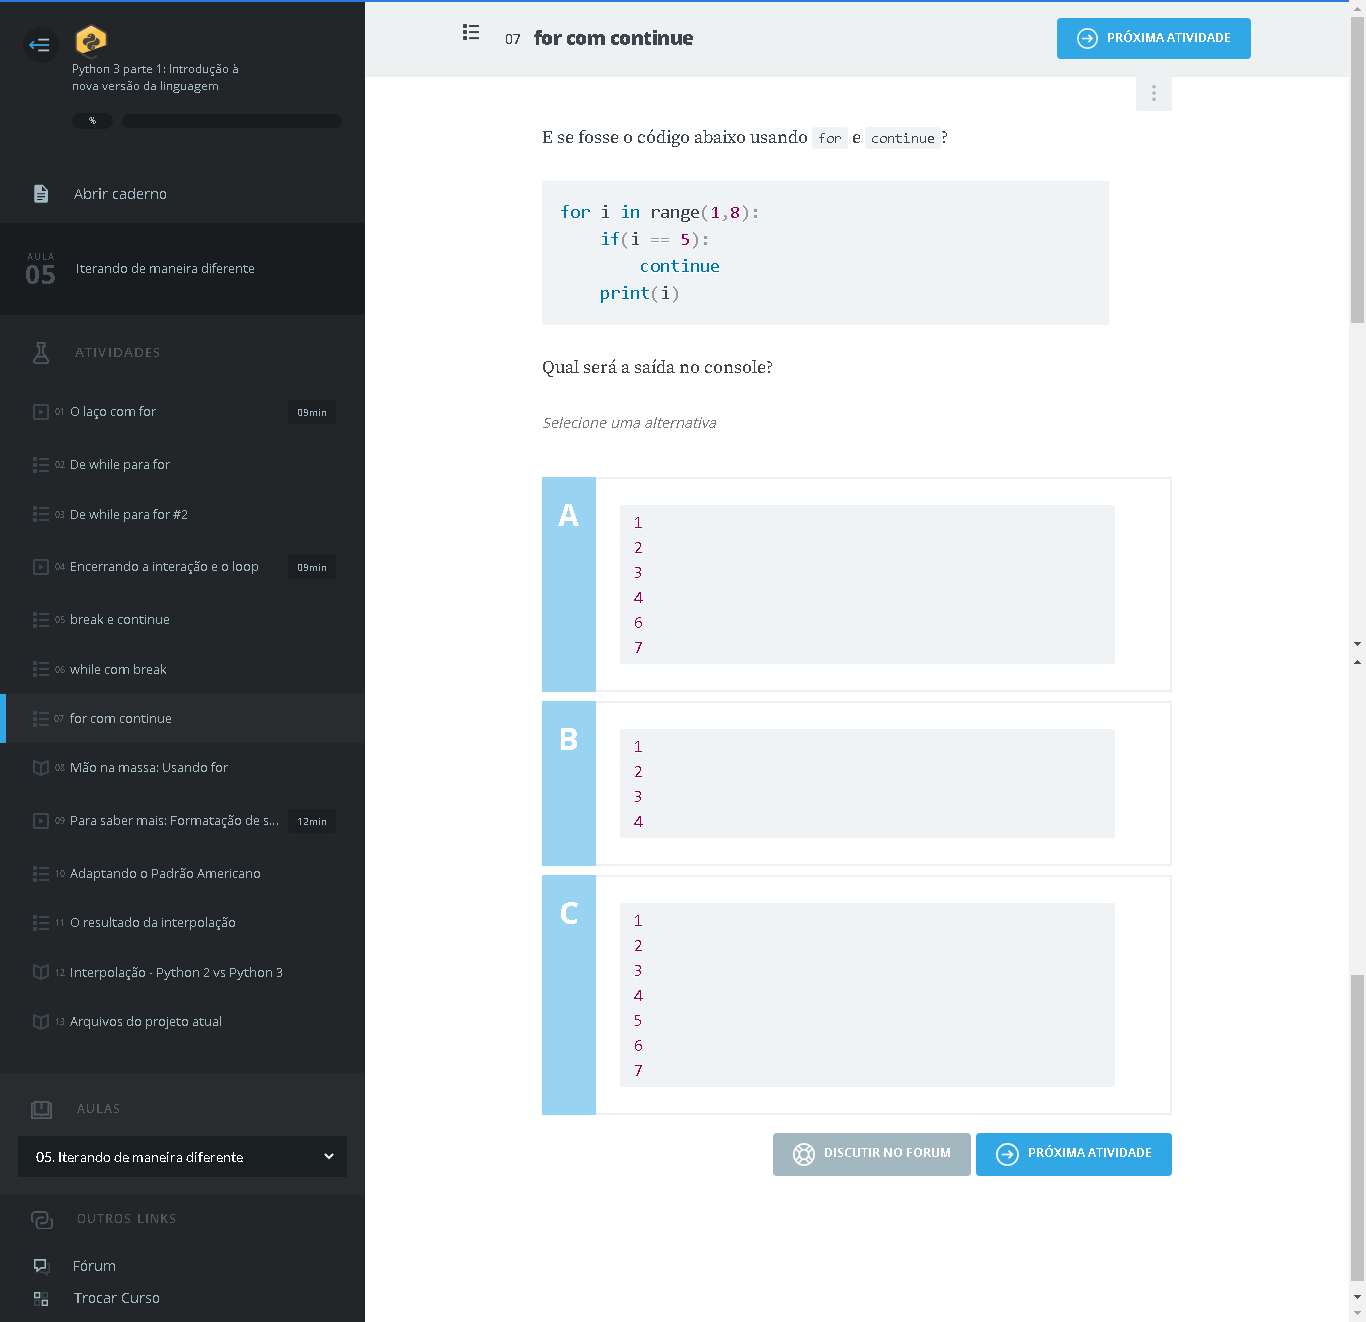 Python 3 parte 1: Introdução à
nova versão da linguagem
%
Abrir caderno
AULA
05
Iterando de maneira diferente
ATIVIDADES
01 O laço com for 09min
02 De while para for
03 De while para for #2
04 Encerrando a interação e o loop 09min
05 break e continue
06 while com break
07 for com continue
08 Mão na massa: Usando for
09 Para saber mais: Formatação de s... 12min
10 Adaptando o Padrão Americano
11 O resultado da interpolação
12 Interpolação - Python 2 vs Python 3
13 Arquivos do projeto atual
AULAS
05. Iterando de maneira diferente
OUTROS LINKS
Fórum
Trocar Curso
07 for com continue
PRÓXIMA ATIVIDADE
E se fosse o código abaixo usando for e continue?
for i in range(1,8):
    if(i == 5):
        continue
    print(i)
Qual será a saída no console?
Selecione uma alternativa
A
1
2
3
4
6
7
B
1
2
3
4
C
1
2
3
4
5
6
7
DISCUTIR NO FORUM
PRÓXIMA ATIVIDADE